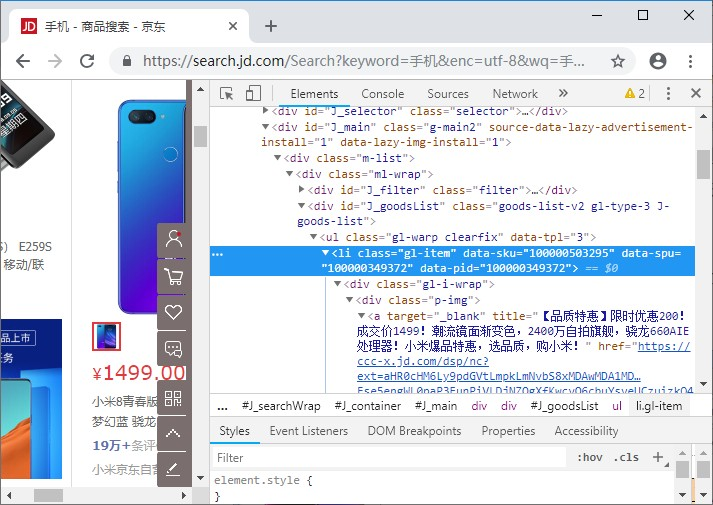 JD 手机 - 商品搜索 - 京东
https://search.jd.com/Search?keyword=手机&enc=utf-8&wq=手...
Elements Console Sources Network » 2
星期四
S) E259S
移动/联
品上市
任务
¥1499.00
小米8青春版
梦幻蓝 骁龙
19万+条评
小米京东自营
<div id="J_selector" class="selector">…</div>
<div id="J_main" class="g-main2" source-data-lazy-advertisement-
install="1" data-lazy-img-install="1">
<div class="m-list">
<div class="ml-wrap">
<div id="J_filter" class="filter">…</div>
<div id="J_goodsList" class="goods-list-v2 gl-type-3 J-
goods-list">
<ul class="gl-warp clearfix" data-tpl="3">
... <li class="gl-item" data-sku="100000503295" data-spu=
"100000349372" data-pid="100000349372"> == $0
<div class="gl-i-wrap">
<div class="p-img">
<a target="_blank" title="【品质特惠】限时优惠200!
成交价1499!潮流镜面渐变色，2400万自拍旗舰，骁龙660AIE
处理器！小米爆品特惠，选品质，购小米！" href="https://
ccc-x.jd.com/dsp/nc?
ext=aHR0cHM6Ly9pdGVtLmpkLmNvbS8xMDAwMDA1MD…
... #J_searchWrap #J_container #J_main div div #J_goodsList ul li.gl-item
Styles Event Listeners DOM Breakpoints Properties Accessibility
Filter :hov .cls +
element.style {
}